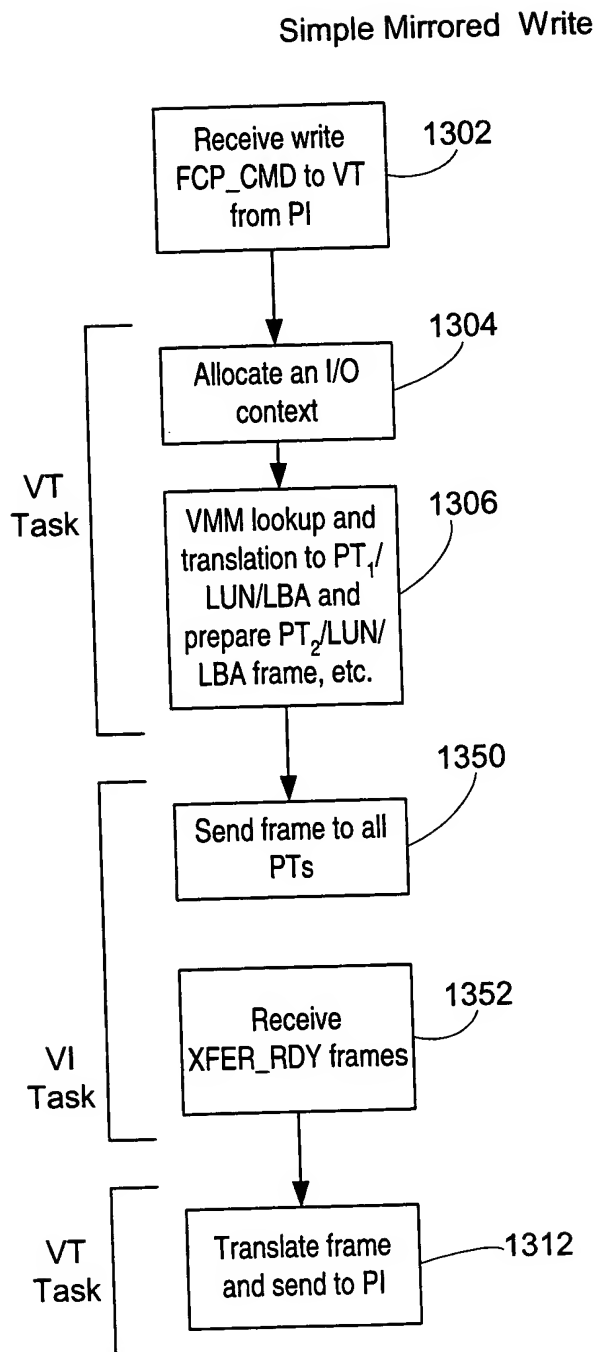 Simple Mirrored Write
Receive write
FCP_CMD to VT
from PI
1302
VT
Task
Allocate an I/O
context
1304
VMM lookup and
translation to PT₁/
LUN/LBA and
prepare PT₂/LUN/
LBA frame, etc.
1306
VI
Task
Send frame to all
PTs
1350
Receive
XFER_RDY frames
1352
VT
Task
Translate frame
and send to PI
1312